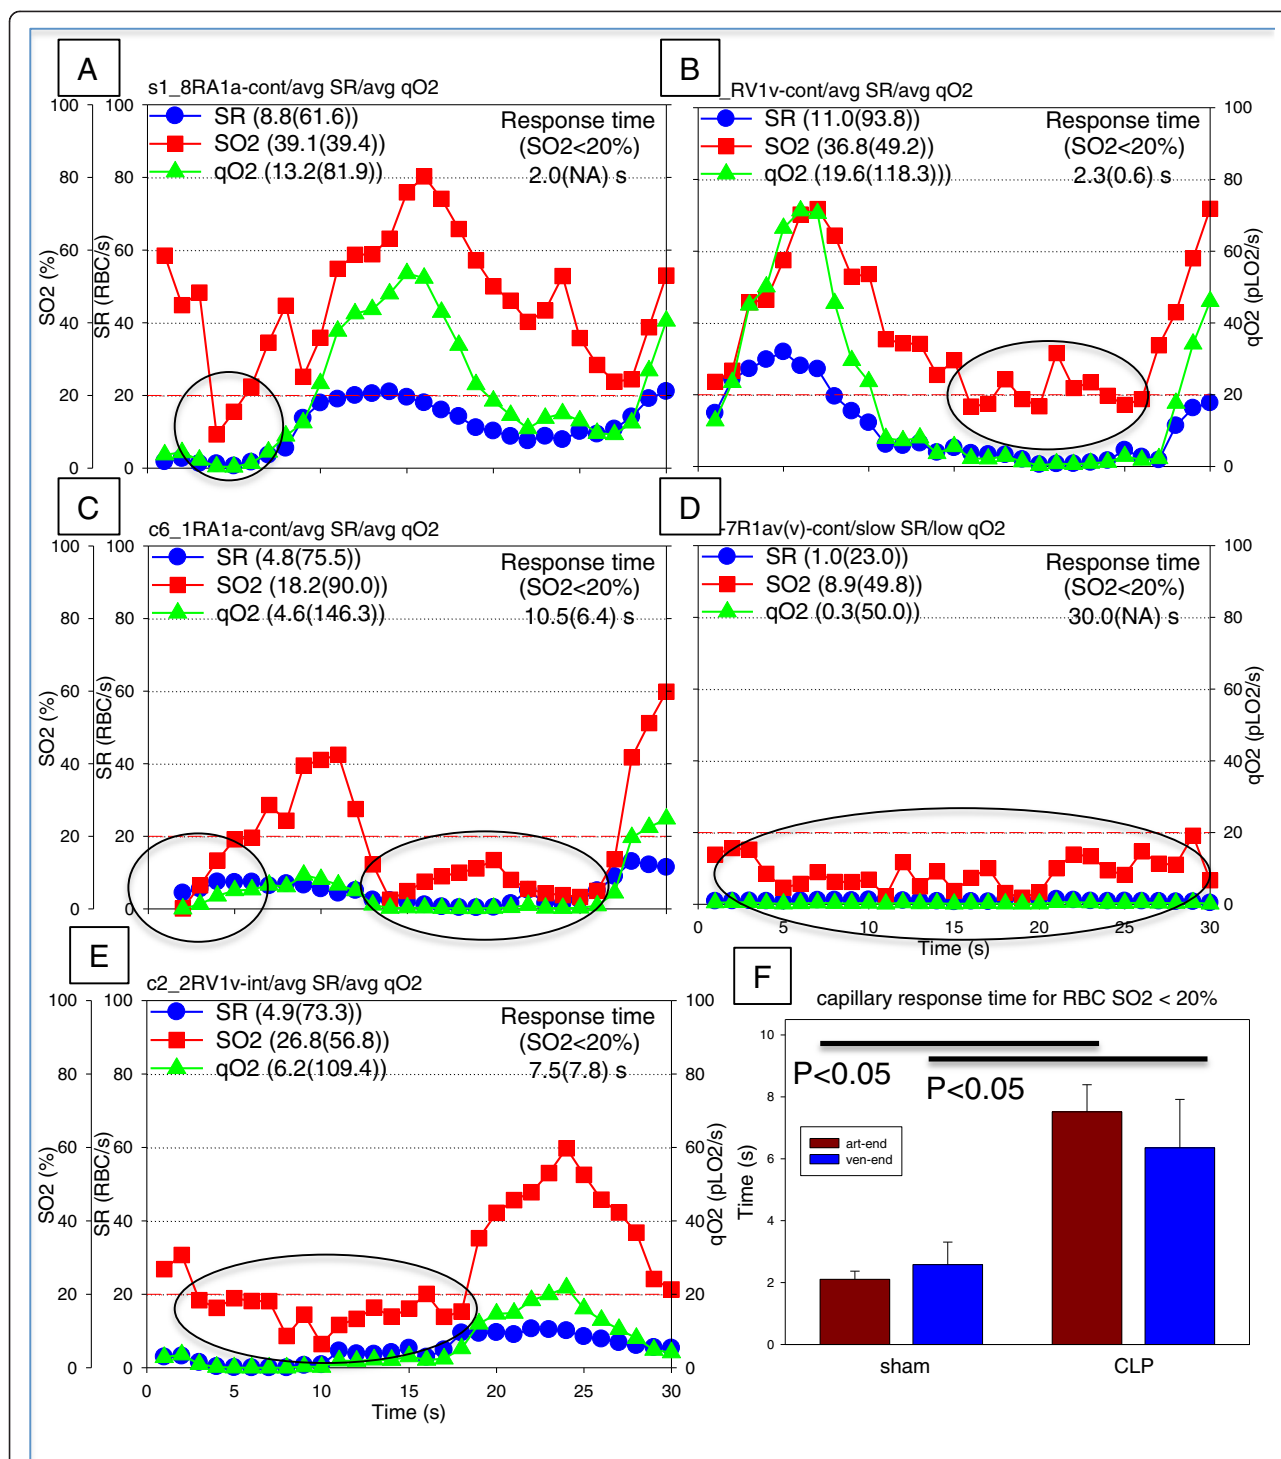 A
s1_8RA1a-cont/avg SR/avg qO2
SR (8.8(61.6))
SO2 (39.1(39.4))
qO2 (13.2(81.9))
Response time
(SO2<20%)
2.0(NA) s
100
80
60
40
20
0
SO2 (%)
100
80
60
40
20
0
SR (RBC/s)
B
_RV1v-cont/avg SR/avg qO2
SR (11.0(93.8))
SO2 (36.8(49.2))
qO2 (19.6(118.3)))
Response time
(SO2<20%)
2.3(0.6) s
100
80
60
40
20
0
qO2 (pLO2/s)
C
c6_1RA1a-cont/avg SR/avg qO2
SR (4.8(75.5))
SO2 (18.2(90.0))
qO2 (4.6(146.3))
Response time
(SO2<20%)
10.5(6.4) s
100
80
60
40
20
0
SO2 (%)
100
80
60
40
20
0
SR (RBC/s)
D
-7R1av(v)-cont/slow SR/low qO2
SR (1.0(23.0))
SO2 (8.9(49.8))
qO2 (0.3(50.0))
Response time
(SO2<20%)
30.0(NA) s
100
80
60
40
20
0
qO2 (pLO2/s)
0 5 10 15 20 25 30
Time (s)
E
c2_2RV1v-int/avg SR/avg qO2
SR (4.9(73.3))
SO2 (26.8(56.8))
qO2 (6.2(109.4))
Response time
(SO2<20%)
7.5(7.8) s
100
80
60
40
20
0
SO2 (%)
100
80
60
40
20
0
SR (RBC/s)
100
80
60
40
20
0
qO2 (pLO2/s)
0 5 10 15 20 25 30
Time (s)
F
capillary response time for RBC SO2 < 20%
10
8
6
4
2
0
Time (s)
P<0.05
P<0.05
art-end
ven-end
sham CLP